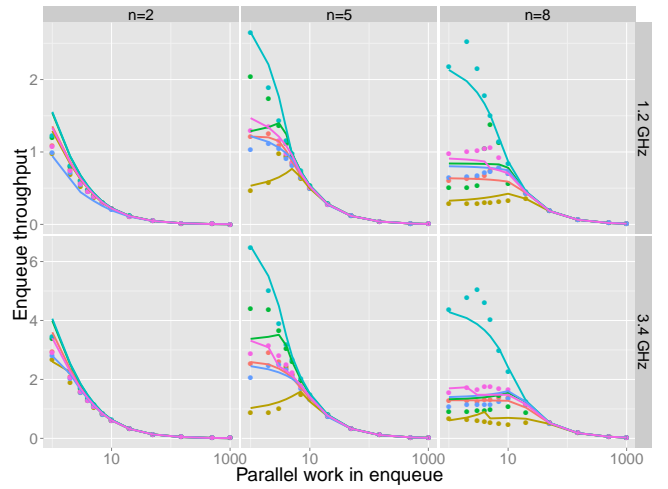 n=2 n=5 n=8
Enqueue throughput
2
1
0
1.2 GHz
6
4
2
0
3.4 GHz
10 1000 10 1000 10 1000
Parallel work in enqueue